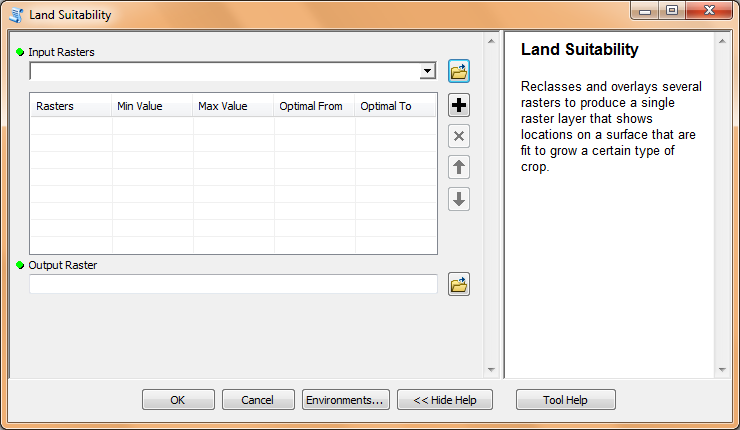 Land Suitability
Input Rasters
Rasters Min Value Max Value Optimal From Optimal To
Output Raster
OK Cancel Environments... << Hide Help Tool Help
Land Suitability
Reclasses and overlays several
rasters to produce a single
raster layer that shows
locations on a surface that are
fit to grow a certain type of
crop.